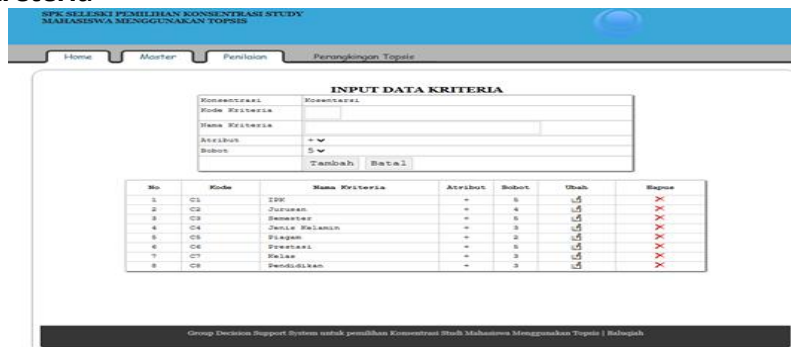 SPK SELESKI PEMILIHAN KONSENTRASI STUDY
MAHASISWA MENGGUNAKAN TOPSIS
Home Master Penilaian Perangkingan Topsis
INPUT DATA KRITERIA
Konsentrasi Kosentarsi
Kode Kriteria
Nama Kriteria
Atribut +
Bobot 5
Tambah Batal
No Kode Nama Kriteria Atribut Bobot Ubah Hapus
1 C1 IPK + 5
2 C2 Jurusan + 4
3 C3 Semester + 5
4 C4 Jenis Kelamin + 3
5 C5 Piagam + 2
6 C6 Prestasi + 5
7 C7 Kelas + 3
8 C8 Pendidikan + 3
Group Decision Support System untuk pemilihan Konsentrasi Studi Mahasiswa Menggunakan Topsis | Balugiah